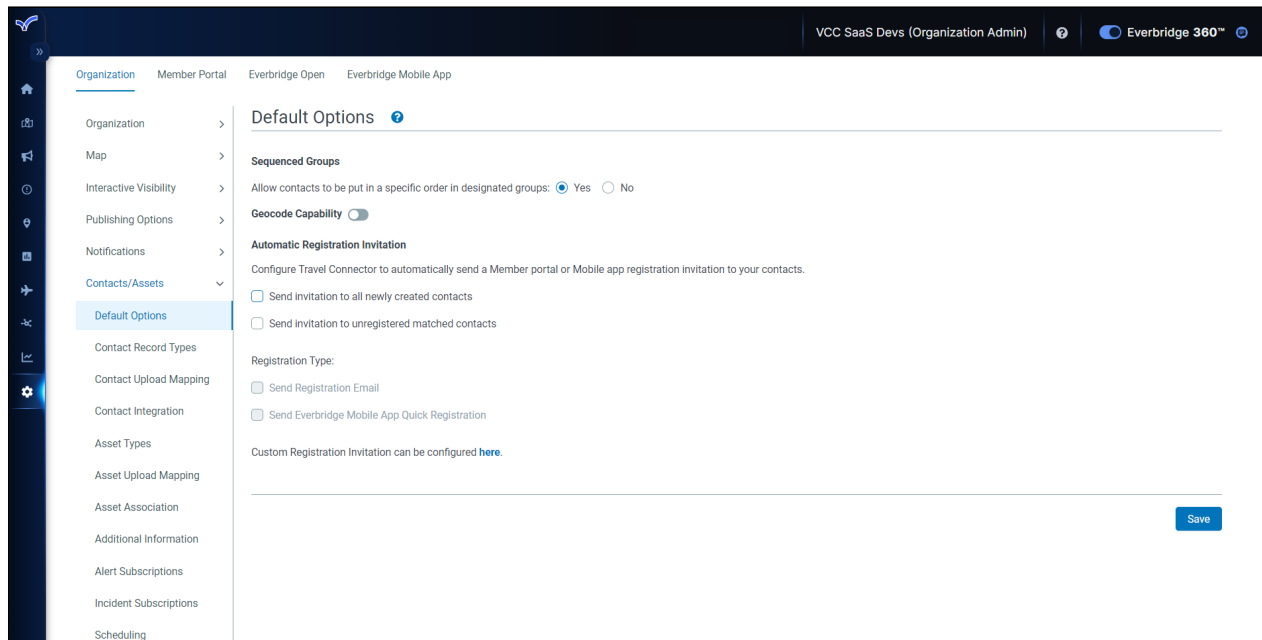 VCC SaaS Devs (Organization Admin)
Everbridge 360™
Organization Member Portal Everbridge Open Everbridge Mobile App
Organization
Map
Interactive Visibility
Publishing Options
Notifications
Contacts/Assets
Default Options
Contact Record Types
Contact Upload Mapping
Contact Integration
Asset Types
Asset Upload Mapping
Asset Association
Additional Information
Alert Subscriptions
Incident Subscriptions
Scheduling
Default Options
Sequenced Groups
Allow contacts to be put in a specific order in designated groups: Yes No
Geocode Capability
Automatic Registration Invitation
Configure Travel Connector to automatically send a Member portal or Mobile app registration invitation to your contacts.
Send invitation to all newly created contacts
Send invitation to unregistered matched contacts
Registration Type:
Send Registration Email
Send Everbridge Mobile App Quick Registration
Custom Registration Invitation can be configured here.
Save